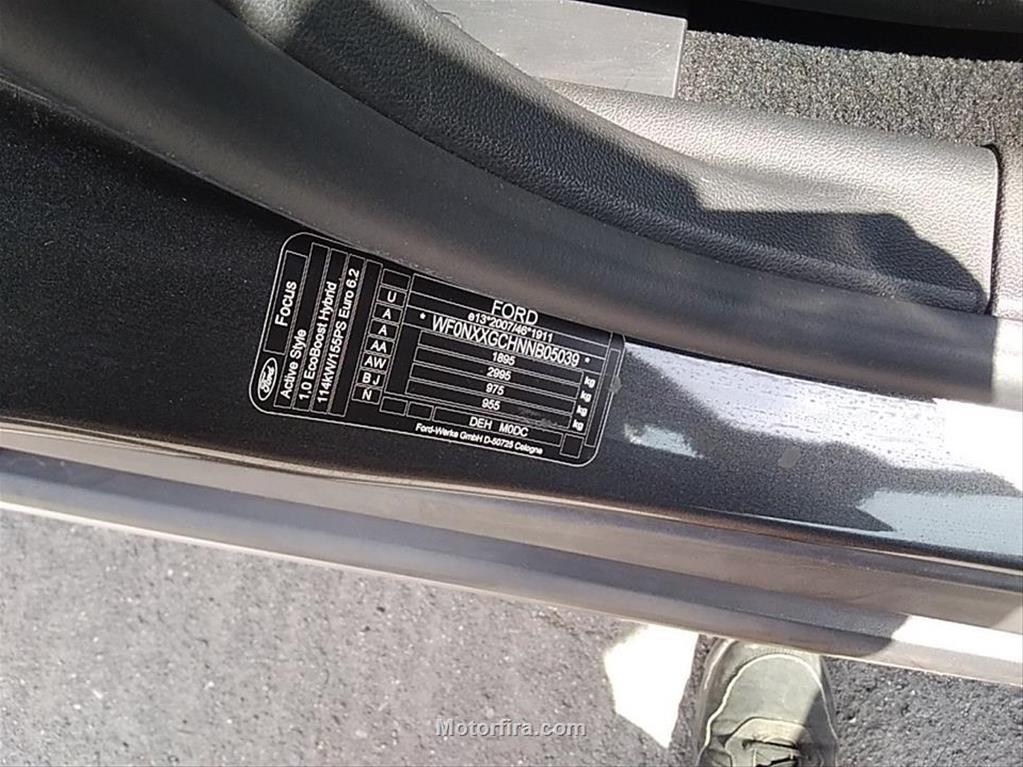 Ford
Focus
Active Style
1,0 EcoBoost Hybrid
114kW/155PS Euro 6.2
U
A
A
AA
AW
BJ
N
FORD
e13*2007/46*1911
* WF0NXXGCHNNB05039 *
1895 kg
2995 kg
975 kg
955 kg
DEH M0DC
Ford-Werke GmbH D-50725 Cologne
Motorfira.com